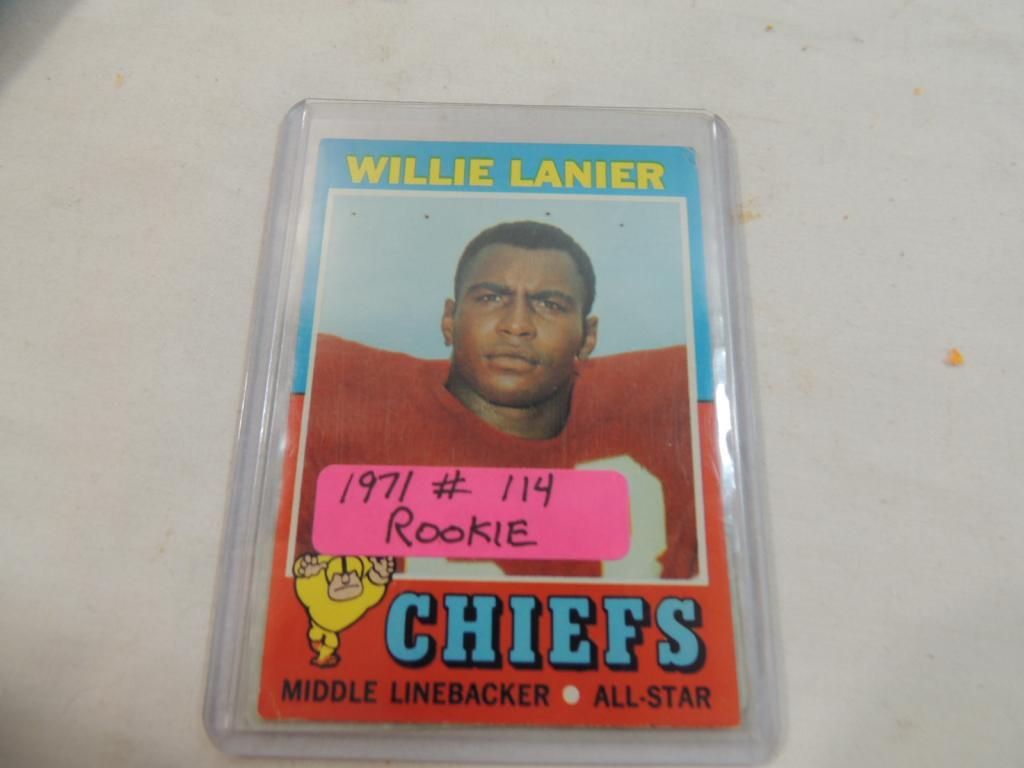 WILLIE LANIER
1971 # 114
ROOKIE
CHIEFS
MIDDLE LINEBACKER • ALL-STAR